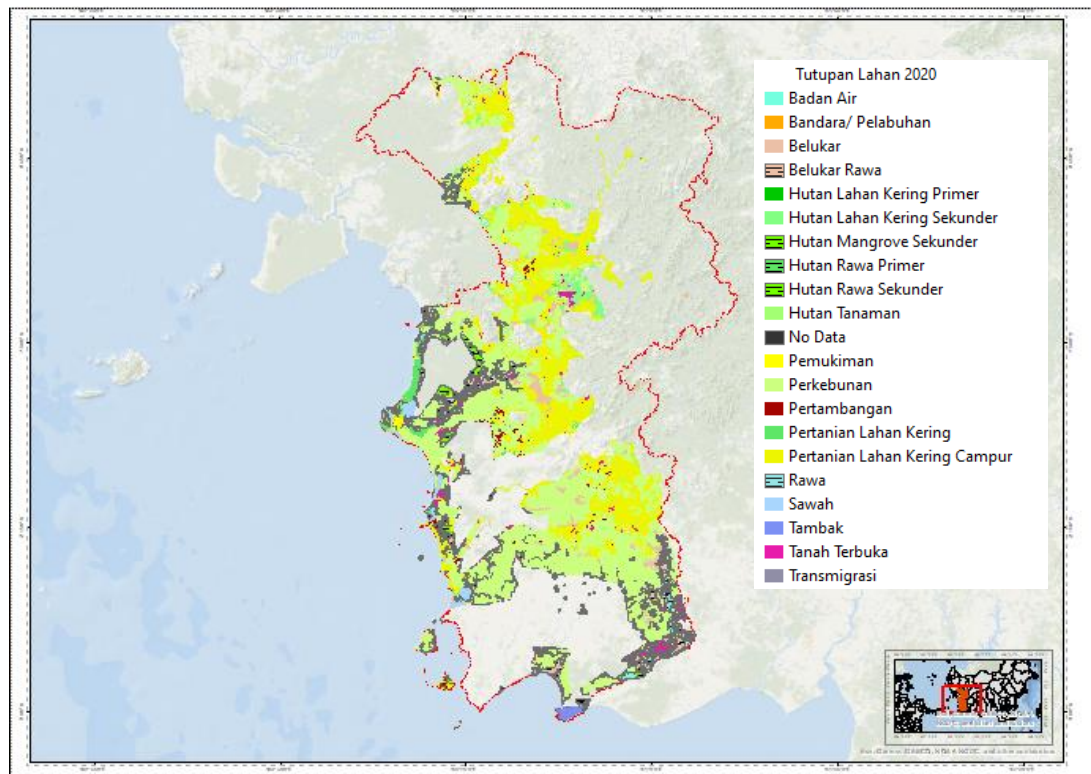 Tutupan Lahan 2020
Badan Air
Bandara/ Pelabuhan
Belukar
Belukar Rawa
Hutan Lahan Kering Primer
Hutan Lahan Kering Sekunder
Hutan Mangrove Sekunder
Hutan Rawa Primer
Hutan Rawa Sekunder
Hutan Tanaman
No Data
Pemukiman
Perkebunan
Pertambangan
Pertanian Lahan Kering
Pertanian Lahan Kering Campur
Rawa
Sawah
Tambak
Tanah Terbuka
Transmigrasi